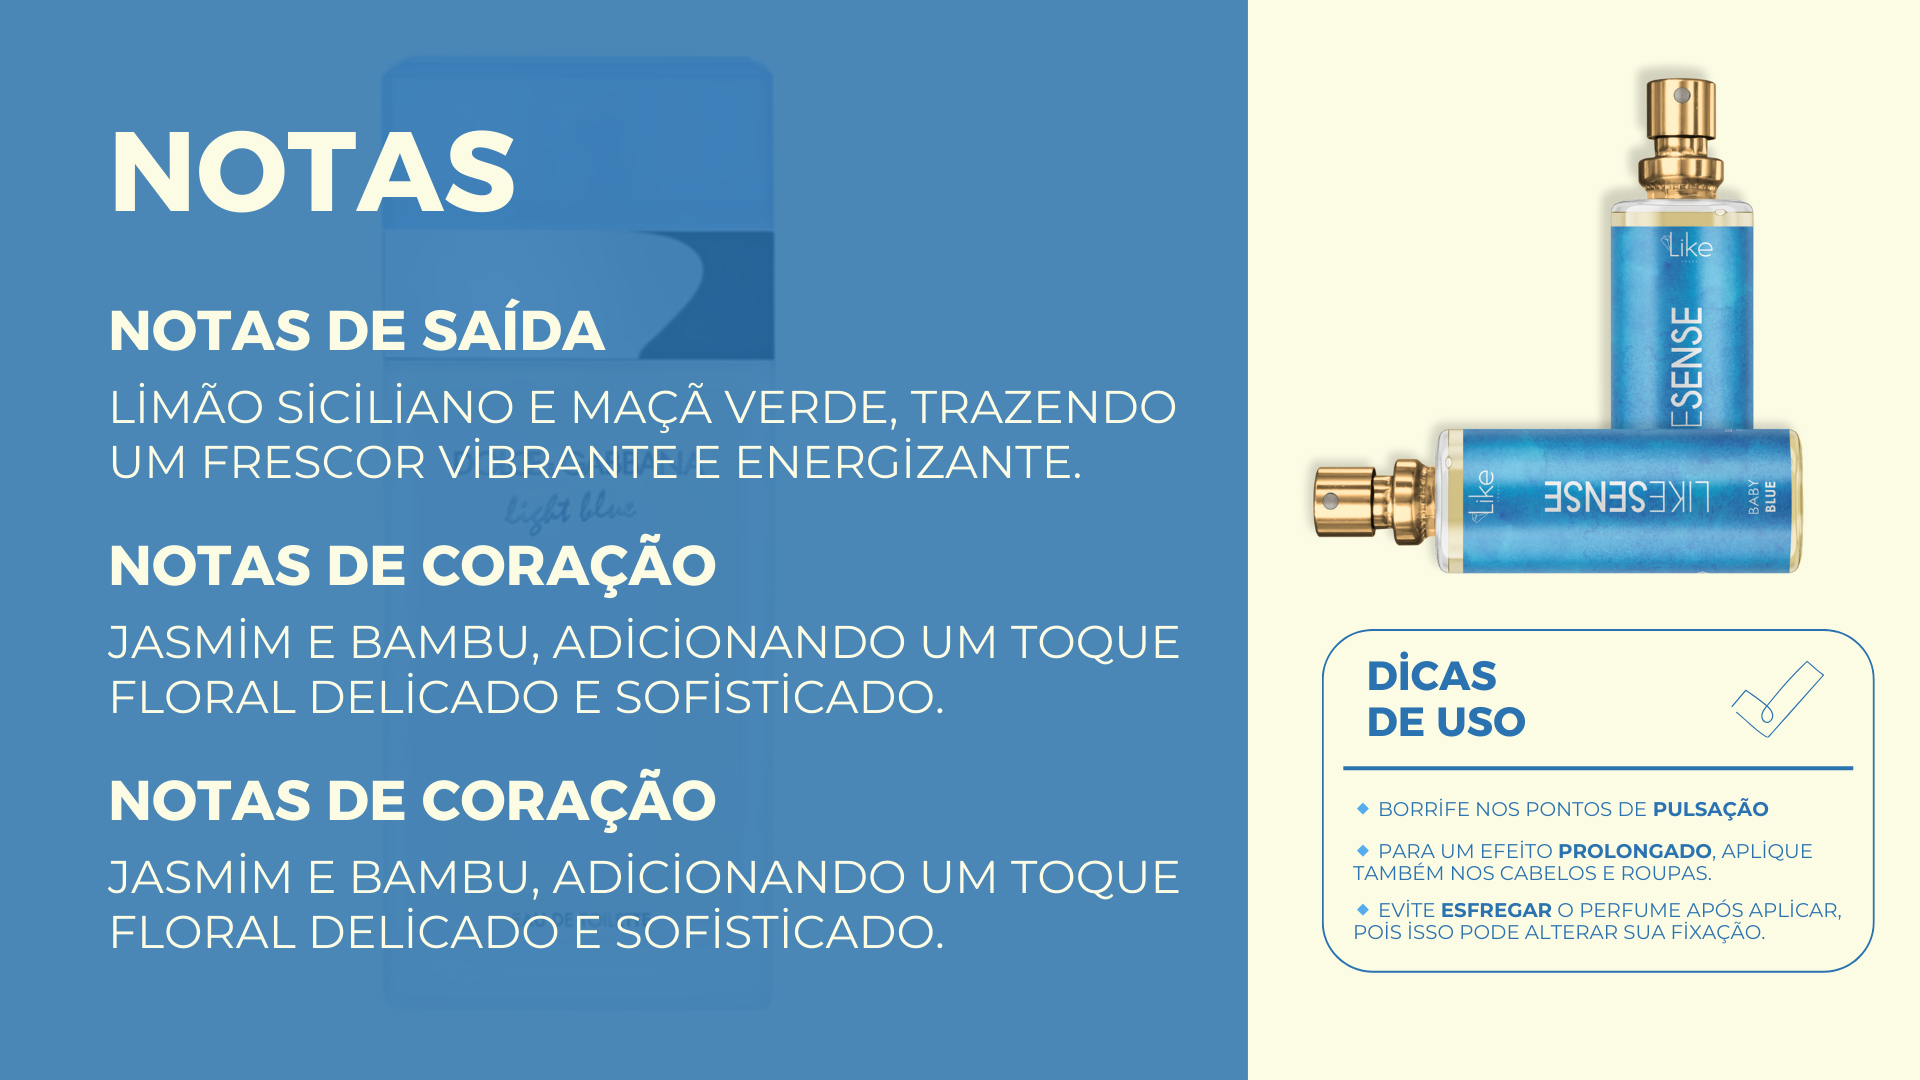 NOTAS
NOTAS DE SAÍDA
LİMÃO SİCİLİANO E MAÇÃ VERDE, TRAZENDO
UM FRESCOR VİBRANTE E ENERGİZANTE.
light blue
NOTAS DE CORAÇÃO
JASMİM E BAMBU, ADİCİONANDO UM TOQUE
FLORAL DELİCADO E SOFİSTİCADO.
NOTAS DE CORAÇÃO
JASMİM E BAMBU, ADİCİONANDO UM TOQUE
FLORAL DELİCADO E SOFİSTİCADO.
Like
ESENSE
Like
LIKESENSE
BABY
BLUE
DİCAS
DE USO
BORRİFE NOS PONTOS DE PULSAÇÃO
PARA UM EFEİTO PROLONGADO, APLİQUE
TAMBÉM NOS CABELOS E ROUPAS.
EVİTE ESFREGAR O PERFUME APÓS APLİCAR,
POİS İSSO PODE ALTERAR SUA FİXAÇÃO.